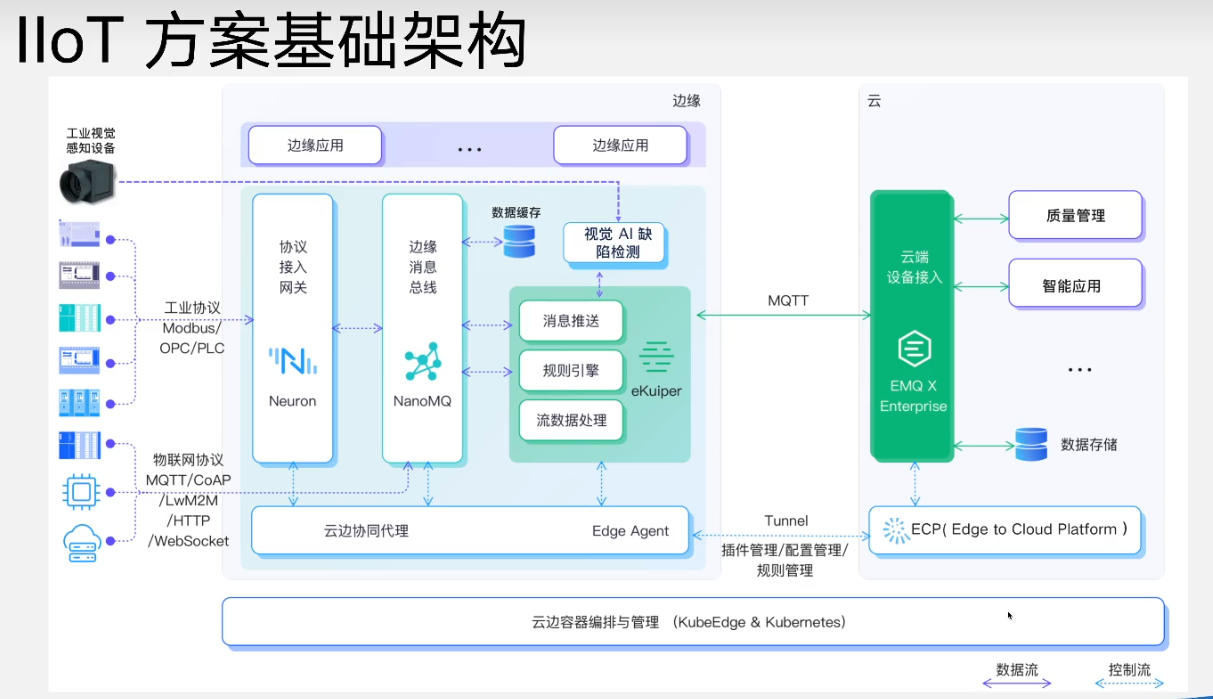 IIoT 方案基础架构
边缘
云
工业视觉
感知设备
边缘应用
...
边缘应用
数据缓存
视觉 AI 缺
陷检测
协议
接入
网关
Neuron
边缘
消息
总线
NanoMQ
消息推送
规则引擎
流数据处理
eKuiper
工业协议
Modbus/
OPC/PLC
物联网协议
MQTT/CoAP
/LwM2M
/HTTP
/WebSocket
云边协同代理
Edge Agent
MQTT
云端
设备接入
EMQ X
Enterprise
质量管理
智能应用
...
数据存储
Tunnel
插件管理/配置管理/
规则管理
ECP( Edge to Cloud Platform )
云边容器编排与管理 (KubeEdge & Kubernetes)
数据流
控制流